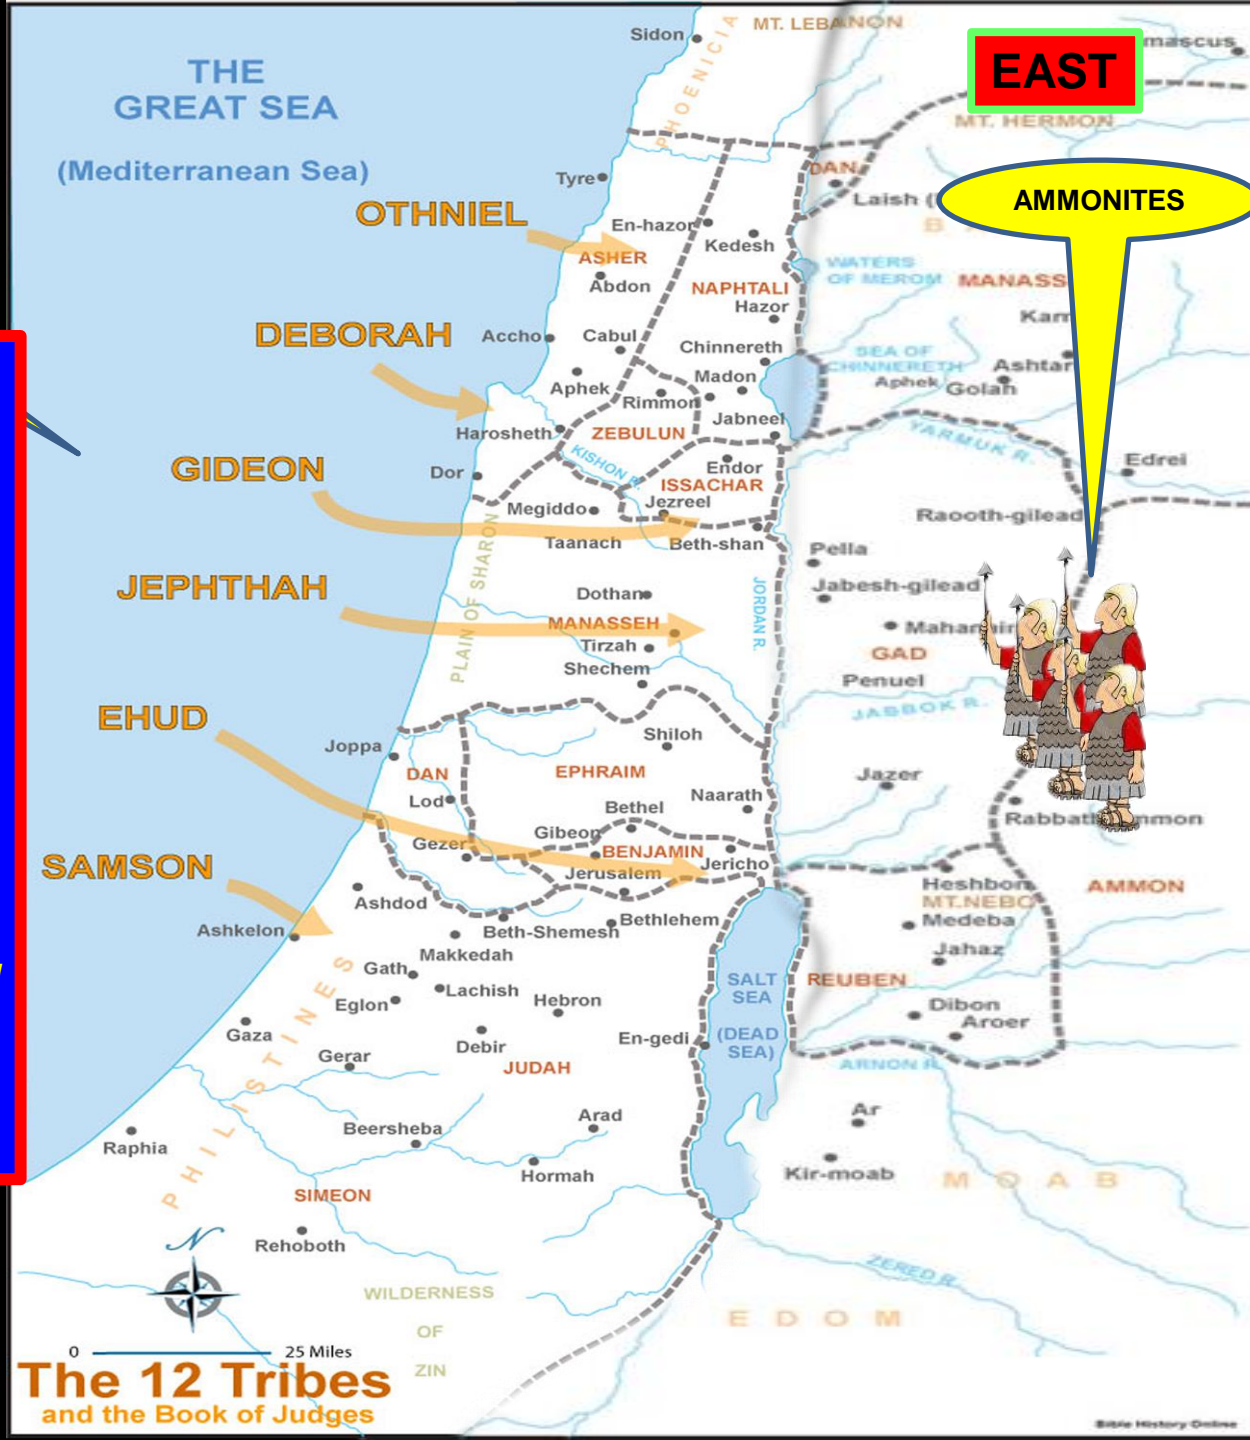 MT. LEBANON
Sidon
PHOENICIA
EAST
THE
GREAT SEA
(Mediterranean Sea)
MT. HERMON
DAN
Tyre
Laish
AMMONITES
OTHNIEL
En-hazor
Kedesh
ASHER
Abdon
WATERS
OF MEROM
NAPHTALI
Hazor
DEBORAH
Accho
Cabul
Chinnereth
SEA OF
CHINNERETH
Ashtar
Aphek
Madon
Aphek
Golan
Rimmon
Jabneel
Harosheth
ZEBULUN
YARMUK R.
KISHON R.
Endor
Edrei
GIDEON
Dor
ISSACHAR
Megiddo
Jezreel
Raooth-gilead
PLAIN OF SHARON
Taanach
Beth-shan
Pella
JEPHTHAH
Dothan
JORDAN R.
Jabesh-gilead
MANASSEH
Tirzah
GAD
Shechem
Penuel
JABBOK R.
EHUD
Joppa
Shiloh
DAN
EPHRAIM
Jazer
Lod
Bethel
Naarath
Gibeon
Gezer
BENJAMIN
Jericho
SAMSON
Jerusalem
Heshbon
AMMON
Ashdod
MT.NEBO
Ashkelon
Bethlehem
Medeba
Beth-Shemesh
Makkedah
Jahaz
Gath
PHILISTINES
Lachish
SALT
SEA
(DEAD
SEA)
REUBEN
Eglon
Hebron
Dibon
Gaza
En-gedi
Aroer
Debir
Gerar
JUDAH
ARNON R.
Arad
Ar
Beersheba
Raphia
Hormah
Kir-moab
MOAB
SIMEON
N
Rehoboth
ZERED R.
WILDERNESS
OF
ZIN
EDOM
0
25 Miles
The 12 Tribes
and the Book of Judges
Bible History Online